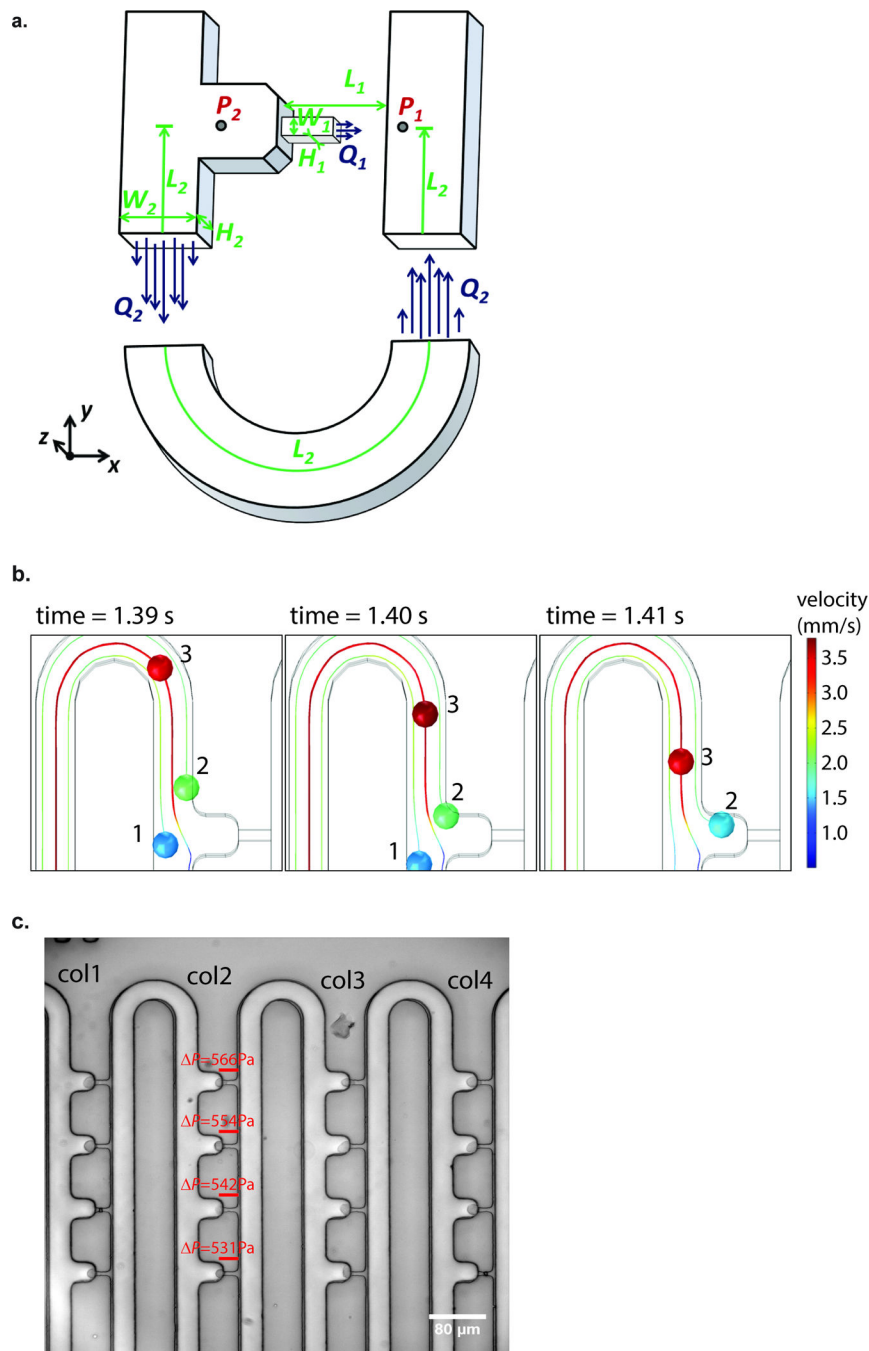 a.
L1
P2
W1
P1
Q1
H1
L2
L2
W2
H2
Q2
Q2
y
z
x
L2
b.
time = 1.39 s
time = 1.40 s
time = 1.41 s
velocity
(mm/s)
3
3.5
3
3.0
3
2
2.5
2
2
2.0
1
1.5
1
1.0
c.
col1
col2
col3
col4
ΔP=566Pa
ΔP=554Pa
ΔP=542Pa
ΔP=531Pa
80 µm